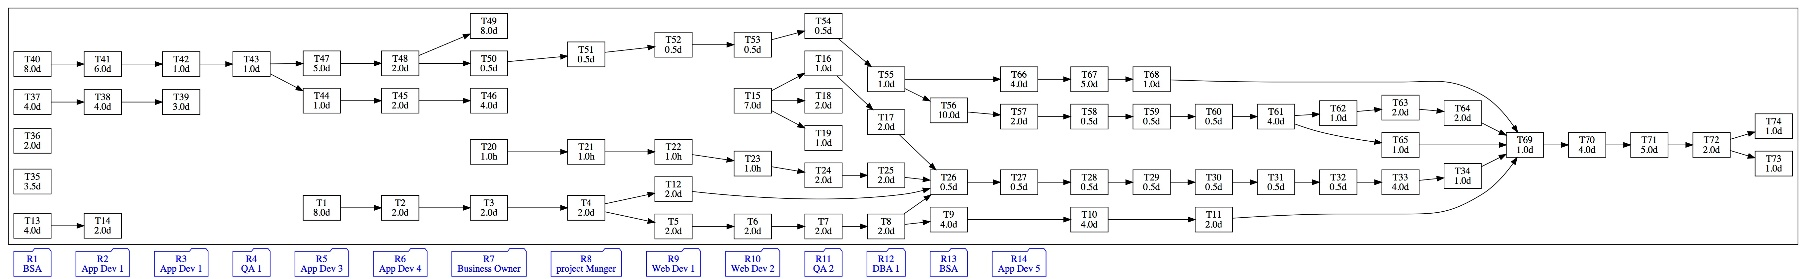 T49
8.0d
T54
0.5d
T51
0.5d
T52
0.5d
T53
0.5d
T40
8.0d
T41
6.0d
T42
1.0d
T43
1.0d
T47
5.0d
T48
2.0d
T50
0.5d
T16
1.0d
T55
1.0d
T66
4.0d
T67
5.0d
T68
1.0d
T37
4.0d
T38
4.0d
T39
3.0d
T44
1.0d
T45
2.0d
T46
4.0d
T15
7.0d
T18
2.0d
T56
10.0d
T57
2.0d
T58
0.5d
T59
0.5d
T60
0.5d
T61
4.0d
T62
1.0d
T63
2.0d
T64
2.0d
T17
2.0d
T74
1.0d
T36
2.0d
T19
1.0d
T65
1.0d
T69
1.0d
T70
4.0d
T71
5.0d
T72
2.0d
T20
1.0h
T21
1.0h
T22
1.0h
T23
1.0h
T73
1.0d
T35
3.5d
T24
2.0d
T25
2.0d
T26
0.5d
T27
0.5d
T28
0.5d
T29
0.5d
T30
0.5d
T31
0.5d
T32
0.5d
T33
4.0d
T34
1.0d
T12
2.0d
T1
8.0d
T2
2.0d
T3
2.0d
T4
2.0d
T13
4.0d
T14
2.0d
T5
2.0d
T6
2.0d
T7
2.0d
T8
2.0d
T9
4.0d
T10
4.0d
T11
2.0d
R1
BSA
R2
App Dev 1
R3
App Dev 1
R4
QA 1
R5
App Dev 3
R6
App Dev 4
R7
Business Owner
R8
project Manger
R9
Web Dev 1
R10
Web Dev 2
R11
QA 2
R12
DBA 1
R13
BSA
R14
App Dev 5